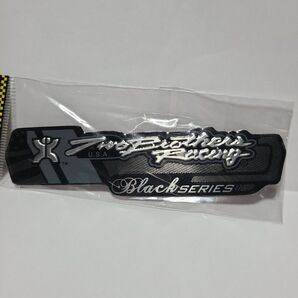 Two Brothers
U.S.A. Racing
Black SERIES